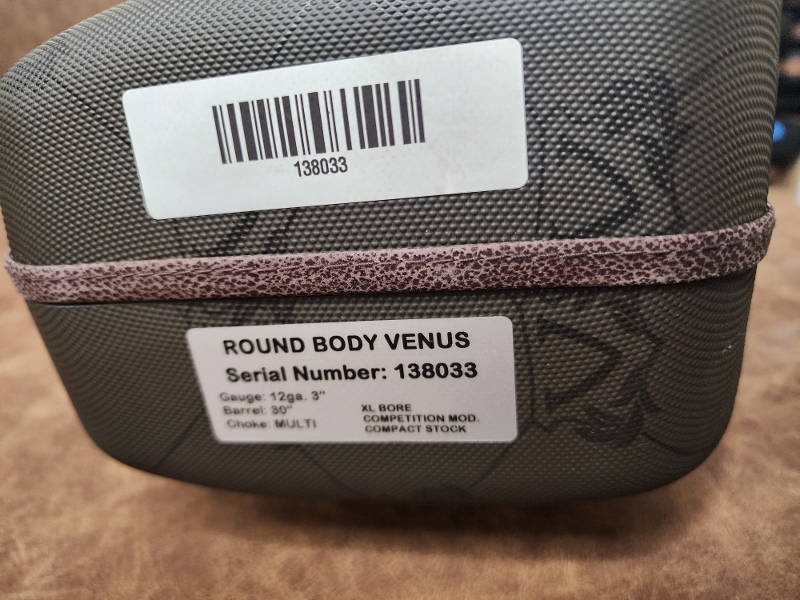 138033
ROUND BODY VENUS
Serial Number: 138033
Gauge: 12ga. 3"
Barrel: 30"
Choke: MULTI
XL BORE
COMPETITION MOD.
COMPACT STOCK